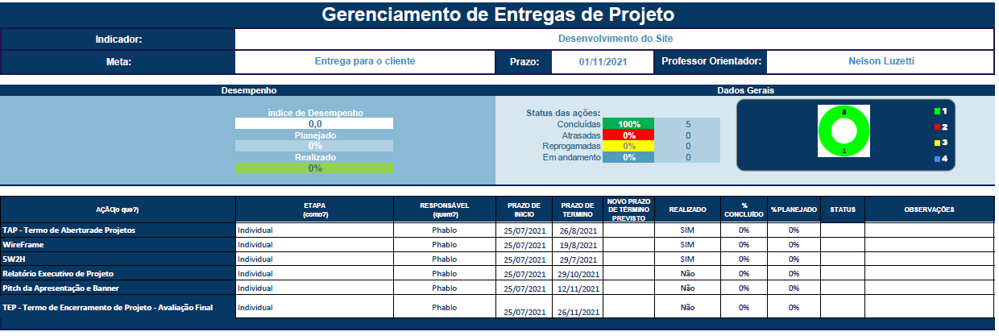 Gerenciamento de Entregas de Projeto
Indicador: Desenvolvimento do Site
Meta: Entrega para o cliente Prazo: 01/11/2021 Professor Orientador: Nelson Luzetti
Desempenho Dados Gerais
índice de Desempenho
0,0
Planejado
0%
Realizado
0%
Status das ações:
Concluídas 100% 5
Atrasadas 0% 0
Reprogamadas 0% 0
Em andamento 0% 0
1
1
2
3
4
AÇÃO(o que?) ETAPA (como?) RESPONSÁVEL (quem?) PRAZO DE INICIO PRAZO DE TERMINO NOVO PRAZO DE TÉRMINO PREVISTO REALIZADO % CONCLUÍDO %PLANEJADO STATUS OBSERVAÇÕES
TAP - Termo de Aberturade Projetos Individual Phablo 25/07/2021 26/8/2021 SIM 0% 0%
WireFrame Individual Phablo 25/07/2021 19/8/2021 SIM 0% 0%
5W2H Individual Phablo 25/07/2021 29/7/2021 SIM 0% 0%
Relatório Executivo de Projeto Individual Phablo 25/07/2021 29/10/2021 Não 0% 0%
Pitch da Apresentação e Banner Individual Phablo 25/07/2021 12/11/2021 Não 0% 0%
TEP - Termo de Encerramento de Projeto - Avaliação Final Individual Phablo 25/07/2021 26/11/2021 Não 0% 0%